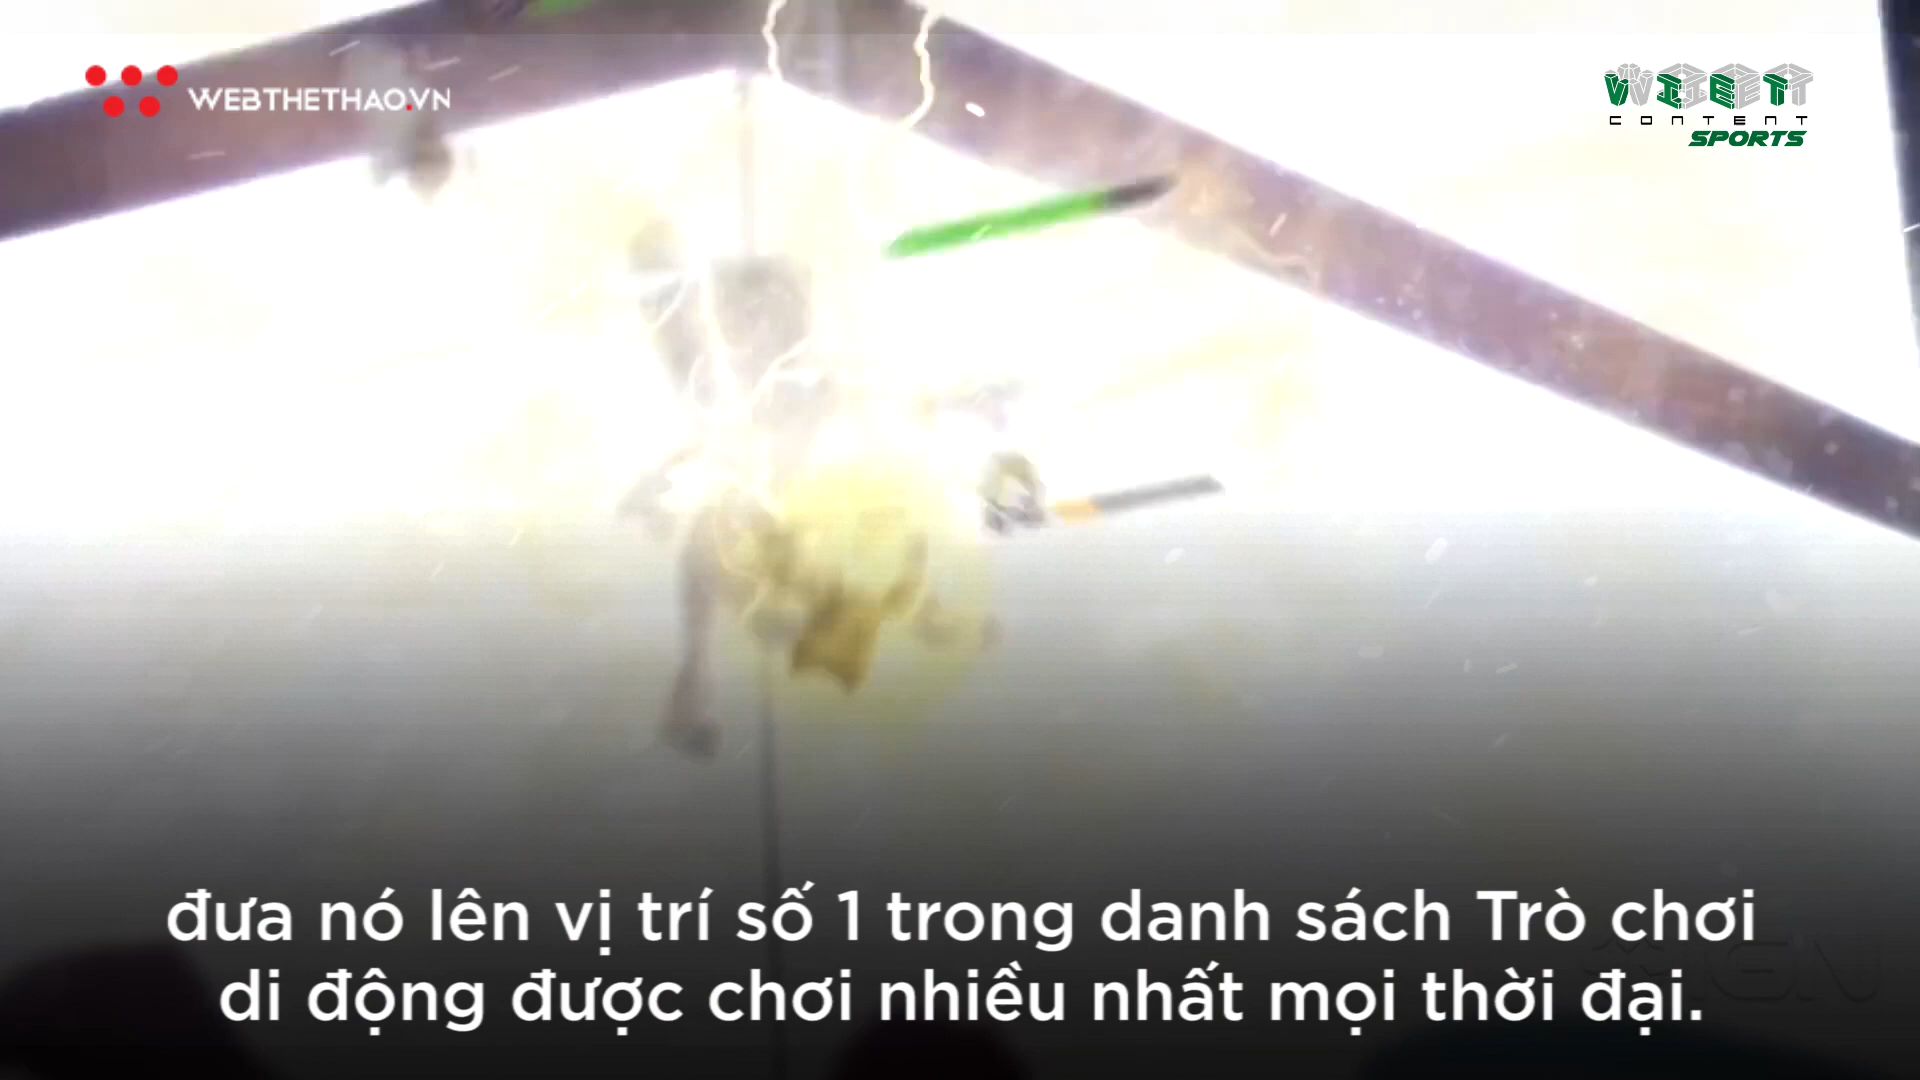 WEBTHETHAO.VN
VIET
CONTENT
SPORTS
đưa nó lên vị trí số 1 trong danh sách Trò chơi
di động được chơi nhiều nhất mọi thời đại.
IGN